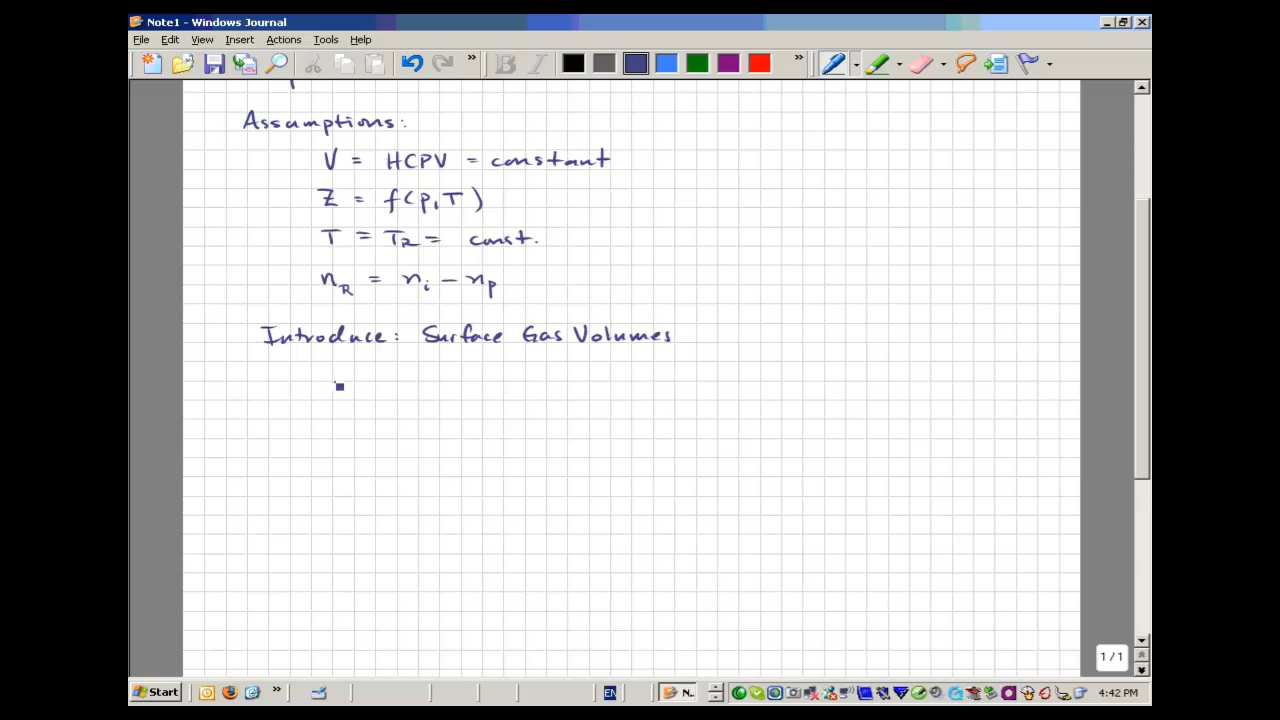 Note1 - Windows Journal
File Edit View Insert Actions Tools Help
Assumptions:
V = HCPV = constant
Z = f(p,T)
T = TR = const.
nR = ni - np
Introduce: Surface Gas Volumes
1 / 1
Start
EN
N..
4:42 PM